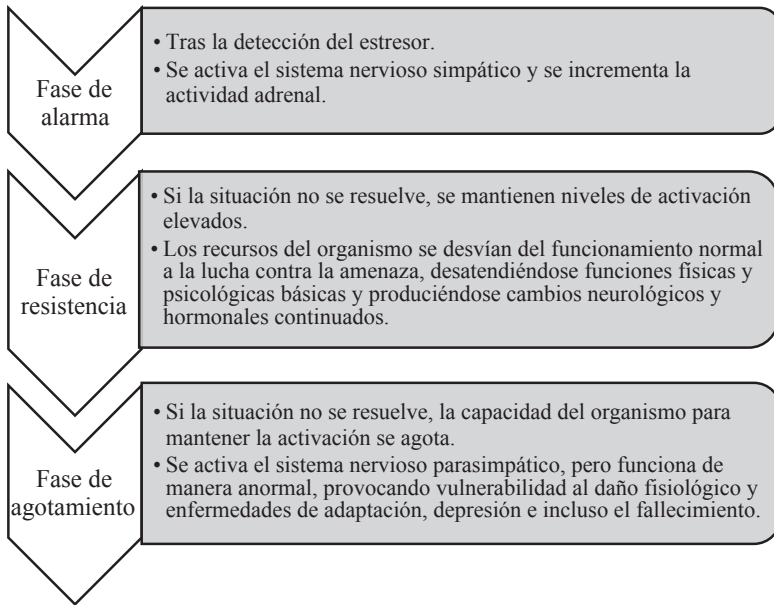 Fase de
alarma
• Tras la detección del estresor.
• Se activa el sistema nervioso simpático y se incrementa la
actividad adrenal.
Fase de
resistencia
• Si la situación no se resuelve, se mantienen niveles de activación
elevados.
• Los recursos del organismo se desvían del funcionamiento normal
a la lucha contra la amenaza, desatendiéndose funciones físicas y
psicológicas básicas y produciéndose cambios neurológicos y
hormonales continuados.
Fase de
agotamiento
• Si la situación no se resuelve, la capacidad del organismo para
mantener la activación se agota.
• Se activa el sistema nervioso parasimpático, pero funciona de
manera anormal, provocando vulnerabilidad al daño fisiológico y
enfermedades de adaptación, depresión e incluso el fallecimiento.